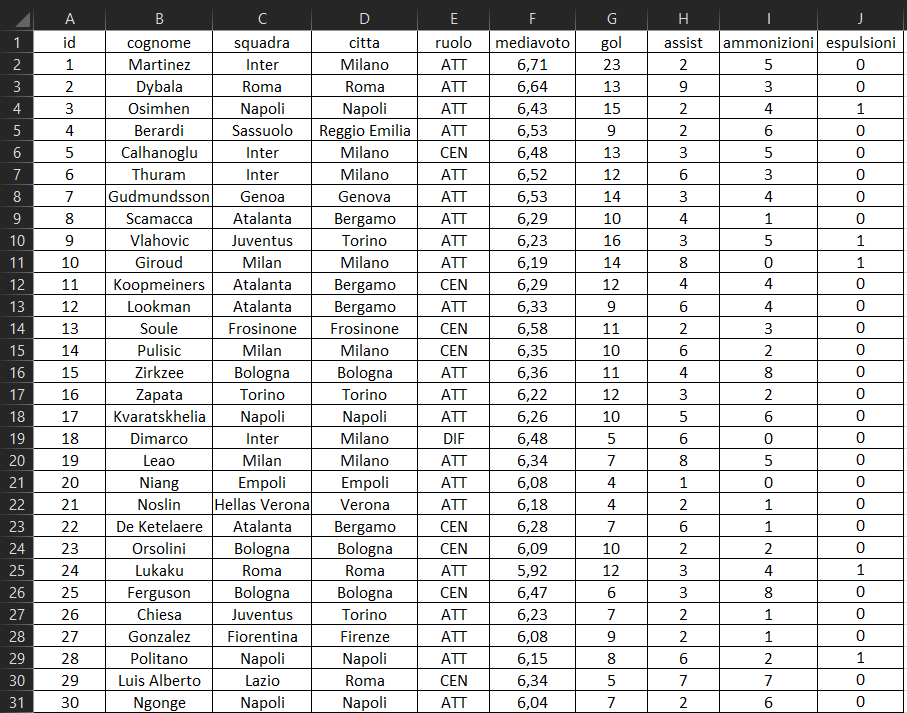 A B C D E F G H I J
1 id cognome squadra citta ruolo mediavoto gol assist ammonizioni espulsioni
2 1 Martinez Inter Milano ATT 6,71 23 2 5 0
3 2 Dybala Roma Roma ATT 6,64 13 9 3 0
4 3 Osimhen Napoli Napoli ATT 6,43 15 2 4 1
5 4 Berardi Sassuolo Reggio Emilia ATT 6,53 9 2 6 0
6 5 Calhanoglu Inter Milano CEN 6,48 13 3 5 0
7 6 Thuram Inter Milano ATT 6,52 12 6 3 0
8 7 Gudmundsson Genoa Genova ATT 6,53 14 3 4 0
9 8 Scamacca Atalanta Bergamo ATT 6,29 10 4 1 0
10 9 Vlahovic Juventus Torino ATT 6,23 16 3 5 1
11 10 Giroud Milan Milano ATT 6,19 14 8 0 1
12 11 Koopmeiners Atalanta Bergamo CEN 6,29 12 4 4 0
13 12 Lookman Atalanta Bergamo ATT 6,33 9 6 4 0
14 13 Soule Frosinone Frosinone CEN 6,58 11 2 3 0
15 14 Pulisic Milan Milano CEN 6,35 10 6 2 0
16 15 Zirkzee Bologna Bologna ATT 6,36 11 4 8 0
17 16 Zapata Torino Torino ATT 6,22 12 3 2 0
18 17 Kvaratskhelia Napoli Napoli ATT 6,26 10 5 6 0
19 18 Dimarco Inter Milano DIF 6,48 5 6 0 0
20 19 Leao Milan Milano ATT 6,34 7 8 5 0
21 20 Niang Empoli Empoli ATT 6,08 4 1 0 0
22 21 Noslin Hellas Verona Verona ATT 6,18 4 2 1 0
23 22 De Ketelaere Atalanta Bergamo CEN 6,28 7 6 1 0
24 23 Orsolini Bologna Bologna CEN 6,09 10 2 2 0
25 24 Lukaku Roma Roma ATT 5,92 12 3 4 1
26 25 Ferguson Bologna Bologna CEN 6,47 6 3 8 0
27 26 Chiesa Juventus Torino ATT 6,23 7 2 1 0
28 27 Gonzalez Fiorentina Firenze ATT 6,08 9 2 1 0
29 28 Politano Napoli Napoli ATT 6,15 8 6 2 1
30 29 Luis Alberto Lazio Roma CEN 6,34 5 7 7 0
31 30 Ngonge Napoli Napoli ATT 6,04 7 2 6 0